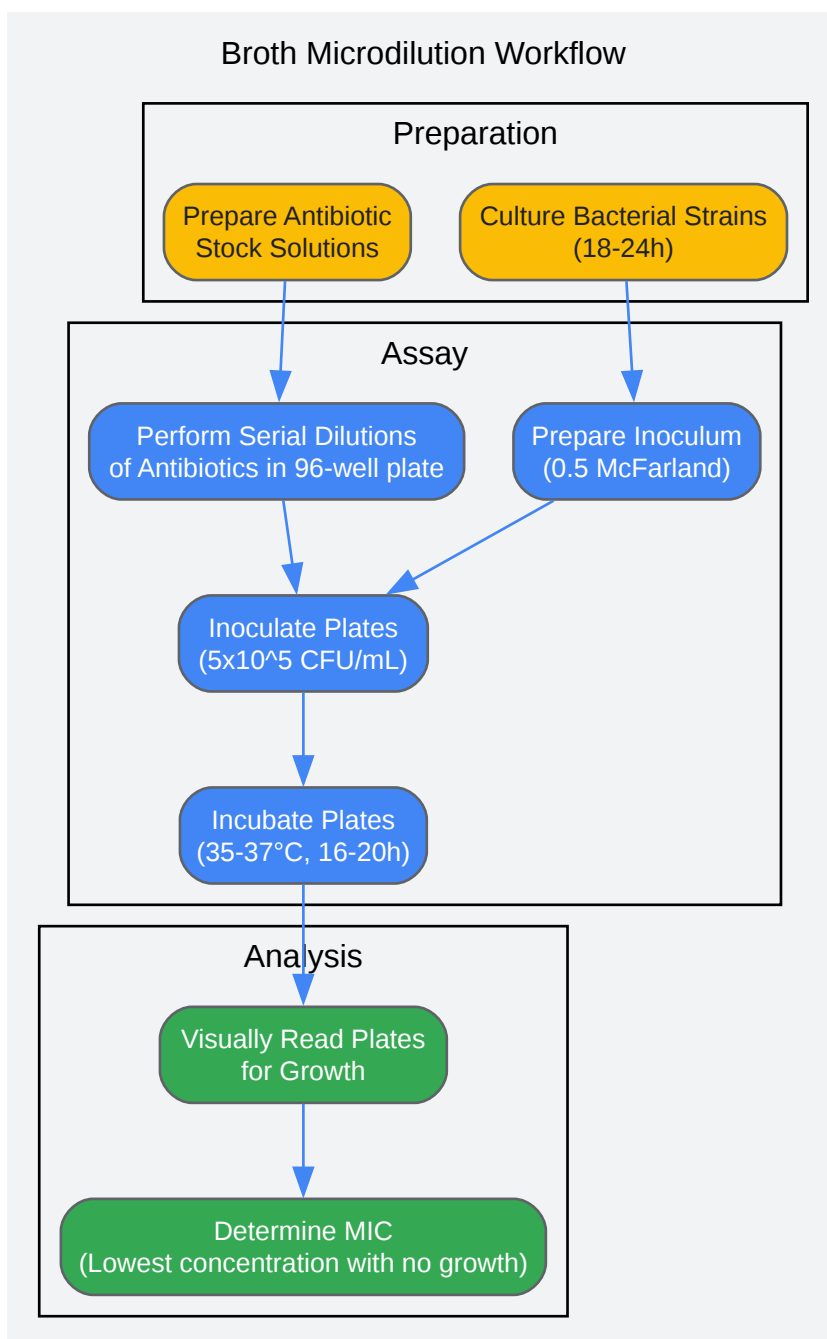 Broth Microdilution Workflow
Preparation
Prepare Antibiotic
Stock Solutions
Culture Bacterial Strains
(18-24h)
Assay
Perform Serial Dilutions
of Antibiotics in 96-well plate
Prepare Inoculum
(0.5 McFarland)
Inoculate Plates
(5x10^5 CFU/mL)
Incubate Plates
(35-37°C, 16-20h)
Analysis
Visually Read Plates
for Growth
Determine MIC
(Lowest concentration with no growth)